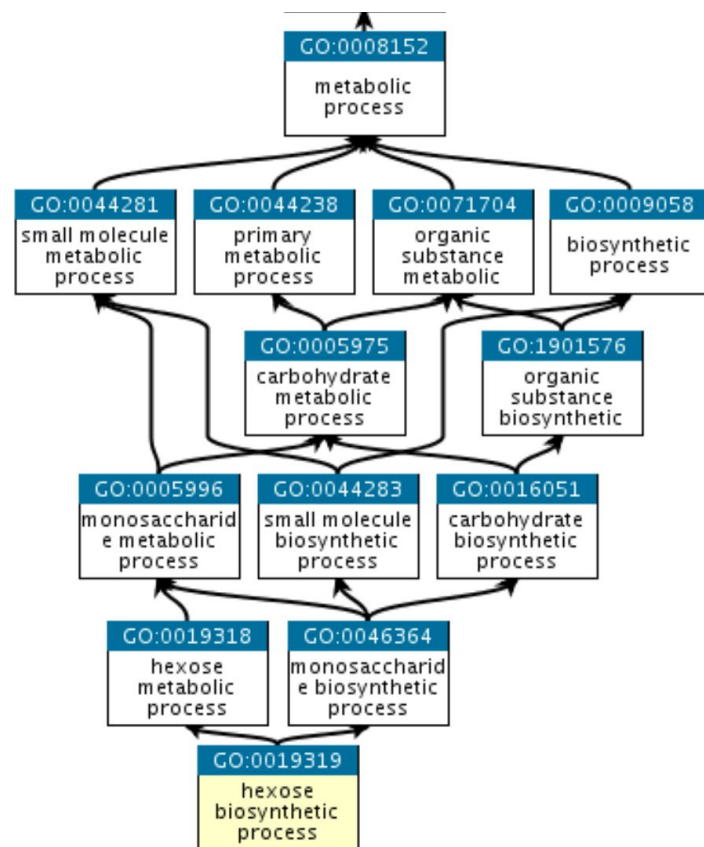 GO:0008152
metabolic
process
GO:0044281
small molecule
metabolic
process
GO:0044238
primary
metabolic
process
GO:0071704
organic
substance
metabolic
GO:0009058
biosynthetic
process
GO:0005975
carbohydrate
metabolic
process
GO:1901576
organic
substance
biosynthetic
GO:0005996
monosaccharid
e metabolic
process
GO:0044283
small molecule
biosynthetic
process
GO:0016051
carbohydrate
biosynthetic
process
GO:0019318
hexose
metabolic
process
GO:0046364
monosaccharid
e biosynthetic
process
GO:0019319
hexose
biosynthetic
process